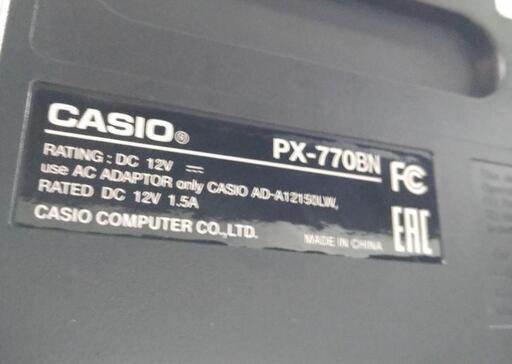 CASIO®
PX-770BN
RATING : DC 12V ⎓
use AC ADAPTOR only CASIO AD-A12150LW,
RATED DC 12V 1.5A
CASIO COMPUTER CO.,LTD.
MADE IN CHINA
FC
EAC